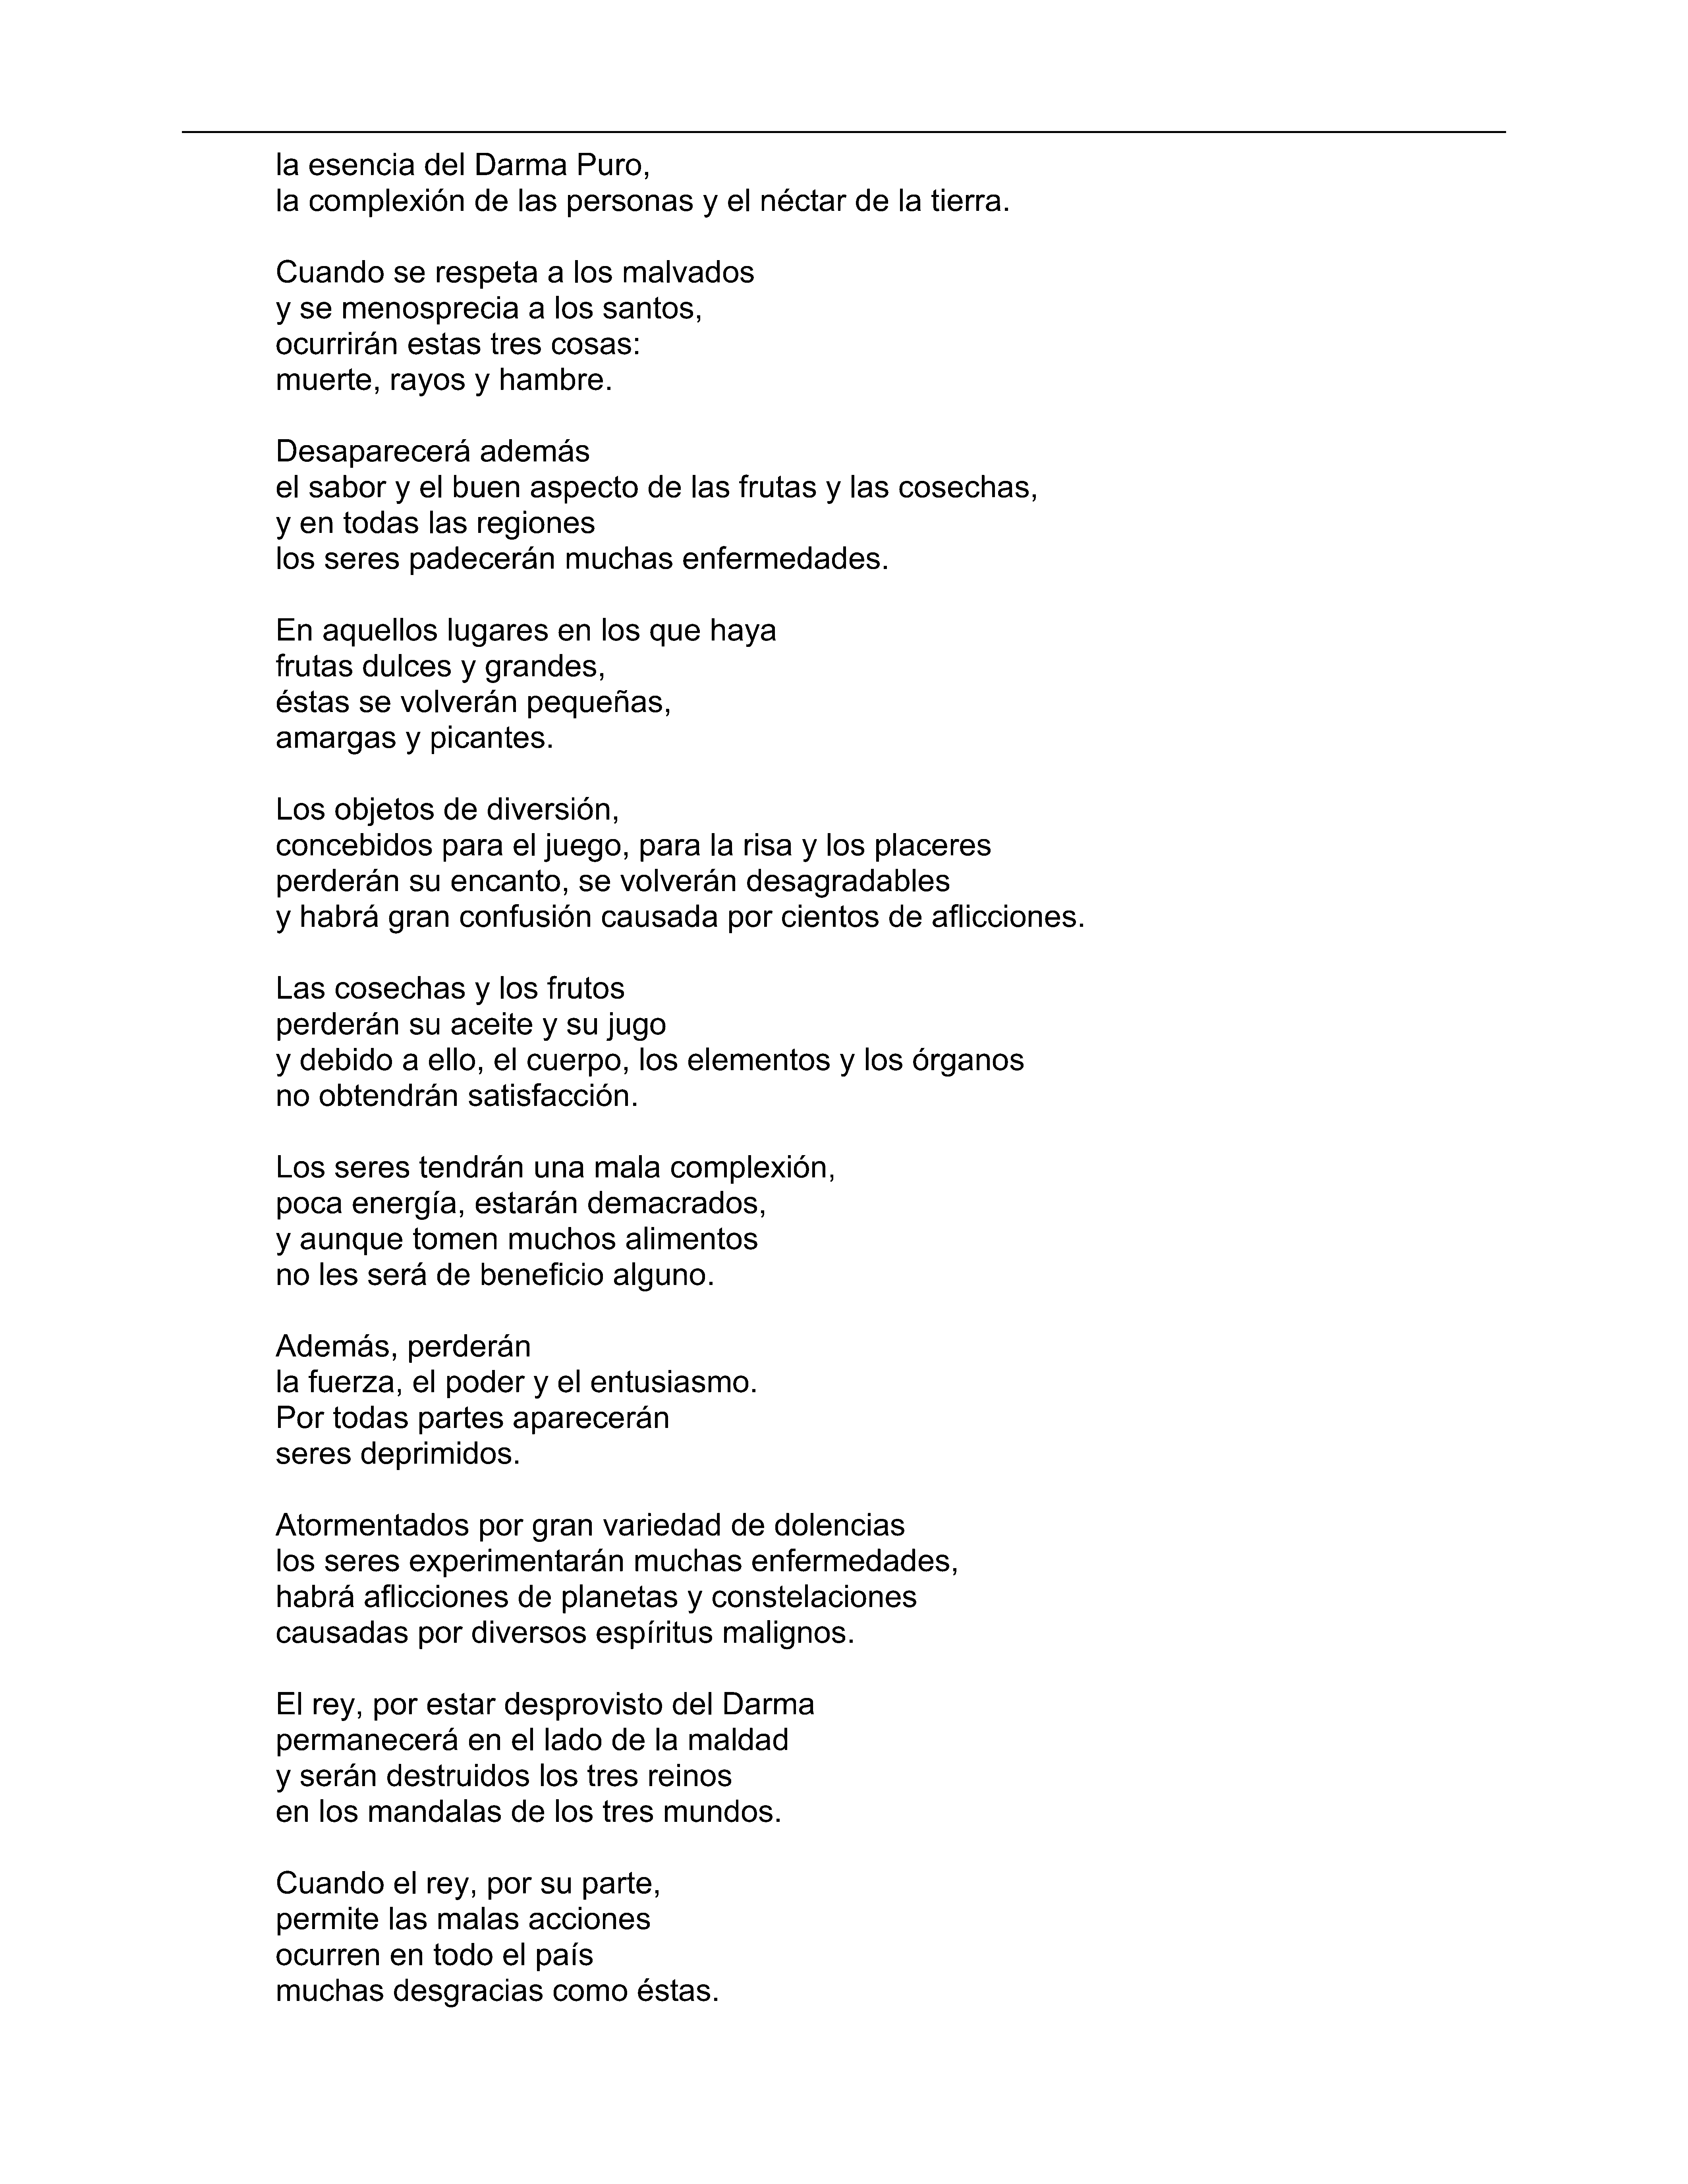 la esencia del Darma Puro,
la complexión de las personas y el néctar de la tierra.

Cuando se respeta a los malvados
y se menosprecia a los santos,
ocurrirán estas tres cosas:
muerte, rayos y hambre.

Desaparecerá además
el sabor y el buen aspecto de las frutas y las cosechas,
y en todas las regiones
los seres padecerán muchas enfermedades.

En aquellos lugares en los que haya
frutas dulces y grandes,
éstas se volverán pequeñas,
amargas y picantes.

Los objetos de diversión,
concebidos para el juego, para la risa y los placeres
perderán su encanto, se volverán desagradables
y habrá gran confusión causada por cientos de aflicciones.

Las cosechas y los frutos
perderán su aceite y su jugo
y debido a ello, el cuerpo, los elementos y los órganos
no obtendrán satisfacción.

Los seres tendrán una mala complexión,
poca energía, estarán demacrados,
y aunque tomen muchos alimentos
no les será de beneficio alguno.

Además, perderán
la fuerza, el poder y el entusiasmo.
Por todas partes aparecerán
seres deprimidos.

Atormentados por gran variedad de dolencias
los seres experimentarán muchas enfermedades,
habrá aflicciones de planetas y constelaciones
causadas por diversos espíritus malignos.

El rey, por estar desprovisto del Darma
permanecerá en el lado de la maldad
y serán destruidos los tres reinos
en los mandalas de los tres mundos.

Cuando el rey, por su parte,
permite las malas acciones
ocurren en todo el país
muchas desgracias como éstas.